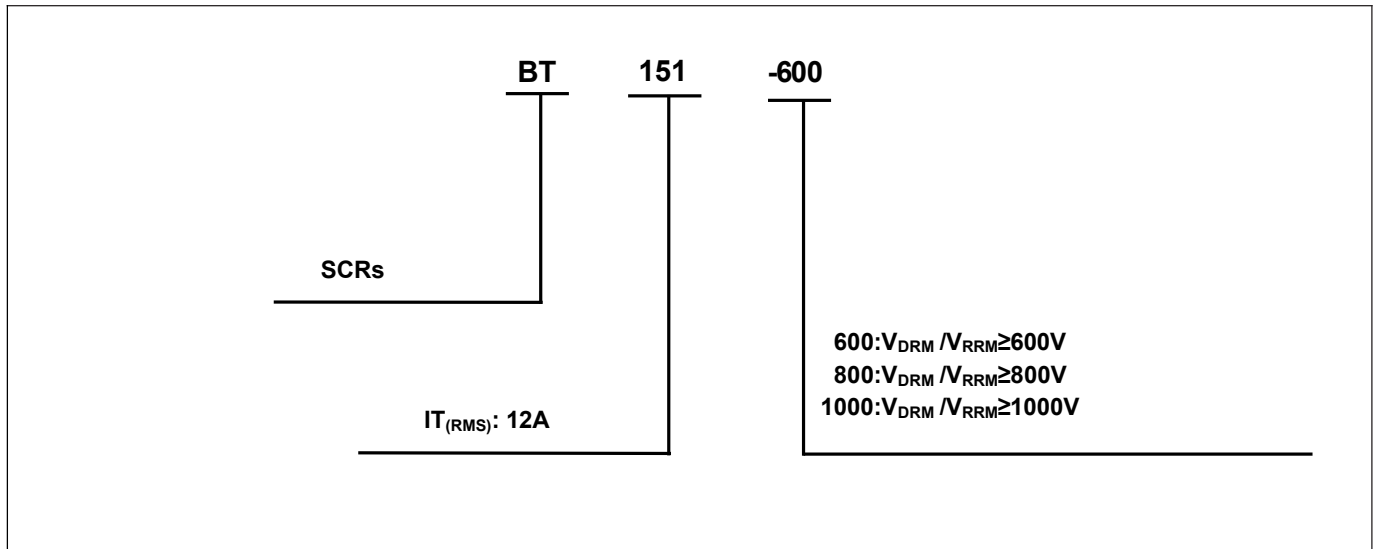 BT 151 -600
SCRs
600:VDRM /VRRM≥600V
800:VDRM /VRRM≥800V
1000:VDRM /VRRM≥1000V
IT(RMS): 12A